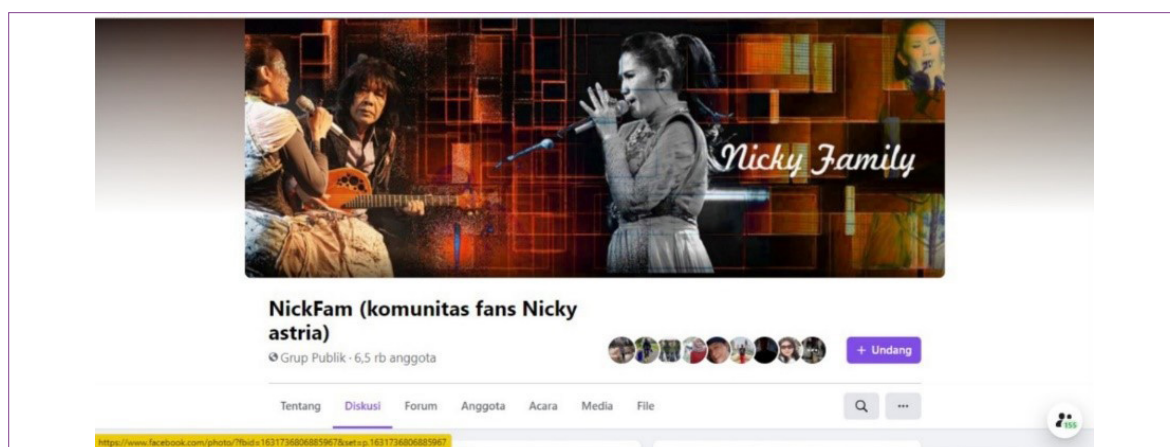 Nicky Family
NickFam (komunitas fans Nicky
astria)
Grup Publik · 6,5 rb anggota
+ Undang
Tentang Diskusi Forum Anggota Acara Media File
155
https://www.facebook.com/photo/?fbid=1631736806885967&set=p.1631736806885967